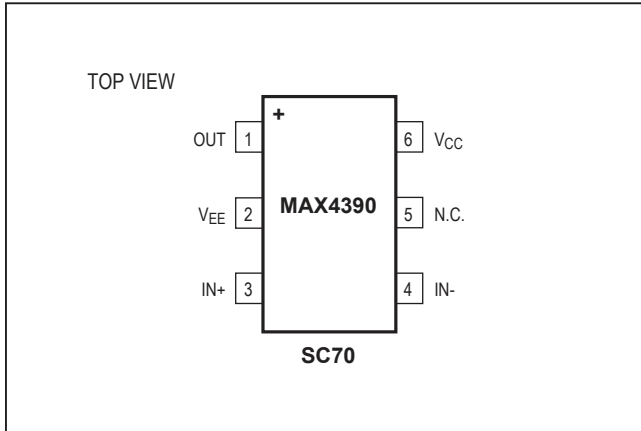 TOP VIEW
+
OUT 1
6 VCC
VEE 2
MAX4390
5 N.C.
IN+ 3
4 IN-
SC70